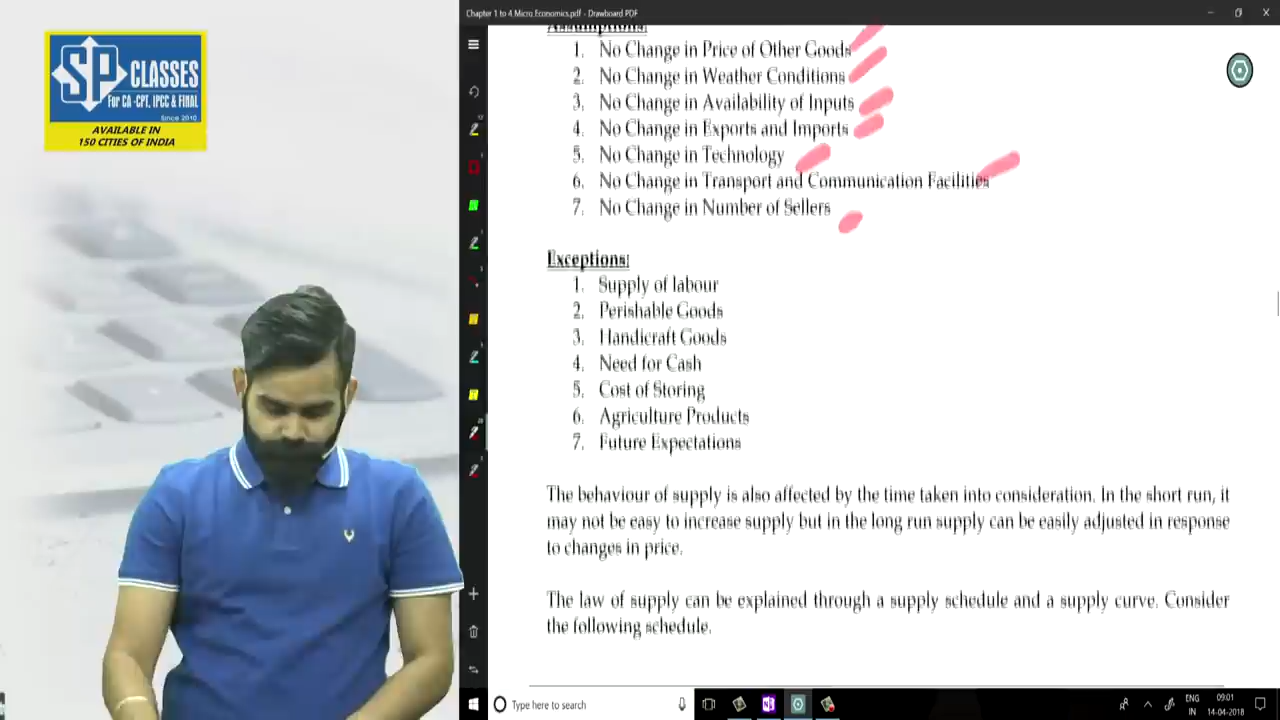 Chapter 1 to 4 Micro Economics.pdf - Drawboard PDF
SP CLASSES
For CA -CPT, IPCC & FINAL
Since 2010
AVAILABLE IN
150 CITIES OF INDIA
Assumptions:
1. No Change in Price of Other Goods
2. No Change in Weather Conditions
3. No Change in Availability of Inputs
4. No Change in Exports and Imports
5. No Change in Technology
6. No Change in Transport and Communication Facilities
7. No Change in Number of Sellers
Exceptions:
1. Supply of labour
2. Perishable Goods
3. Handicraft Goods
4. Need for Cash
5. Cost of Storing
6. Agriculture Products
7. Future Expectations
The behaviour of supply is also affected by the time taken into consideration. In the short run, it
may not be easy to increase supply but in the long run supply can be easily adjusted in response
to changes in price.
The law of supply can be explained through a supply schedule and a supply curve. Consider
the following schedule.
Type here to search
ENG
IN
09:01
14-04-2018